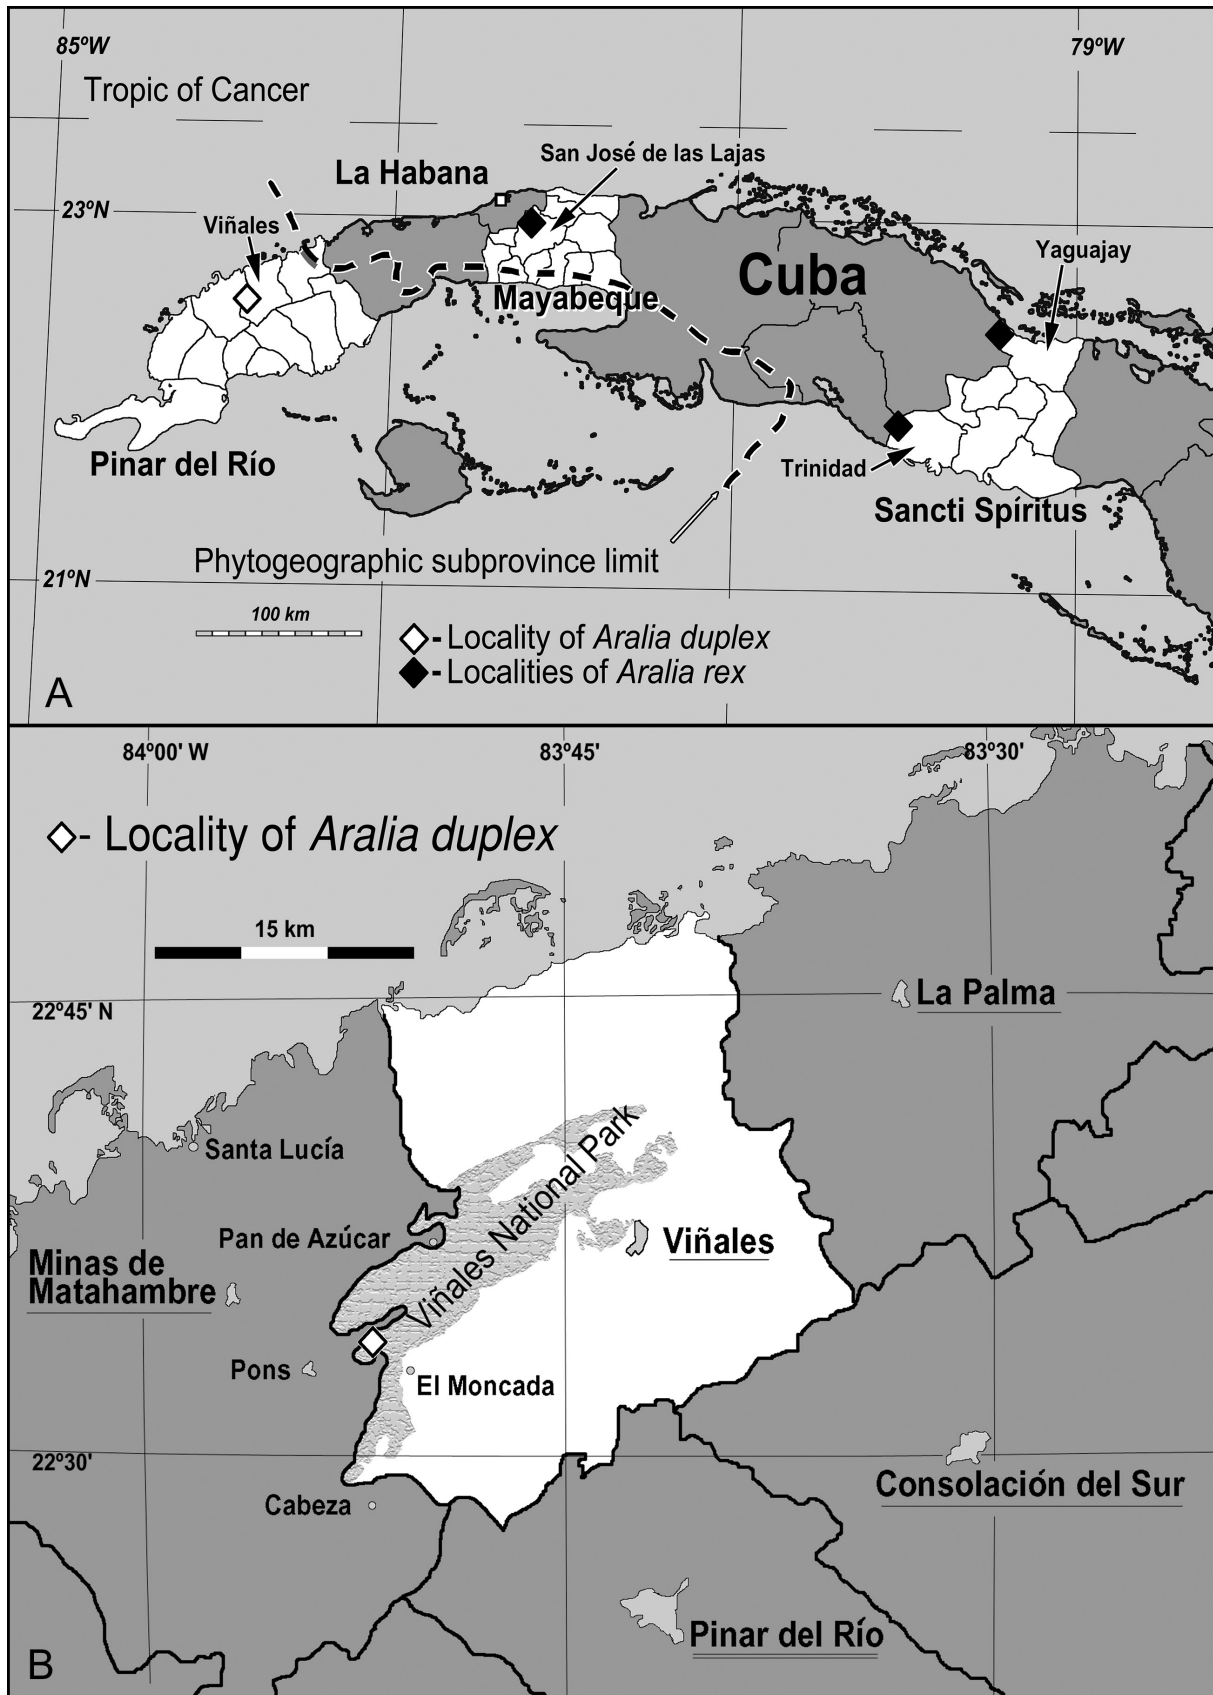 85ºW
79ºW
Tropic of Cancer
San José de las Lajas
La Habana
23ºN
Viñales
Yaguajay
Cuba
Mayabeque
Pinar del Río
Trinidad
Sancti Spíritus
Phytogeographic subprovince limit
21ºN
100 km
- Locality of Aralia duplex
- Localities of Aralia rex
A
84º00' W
83º45'
83º30'
- Locality of Aralia duplex
15 km
La Palma
22º45' N
Santa Lucía
Viñales National Park
Pan de Azúcar
Viñales
Minas de
Matahambre
Pons
El Moncada
22º30'
Consolación del Sur
Cabeza
Pinar del Río
B